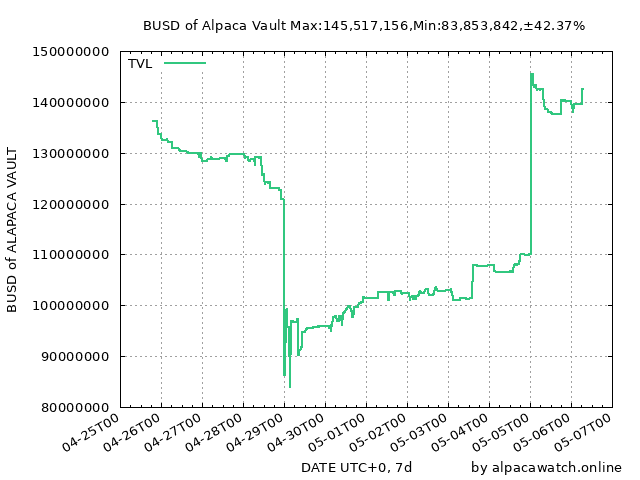 BUSD of Alpaca Vault Max:145,517,156,Min:83,853,842,±42.37%
TVL
150000000
140000000
130000000
120000000
110000000
100000000
90000000
80000000
BUSD of ALAPACA VAULT
04-25T00
04-26T00
04-27T00
04-28T00
04-29T00
04-30T00
05-01T00
05-02T00
05-03T00
05-04T00
05-05T00
05-06T00
05-07T00
DATE UTC+0, 7d
by alpacawatch.online